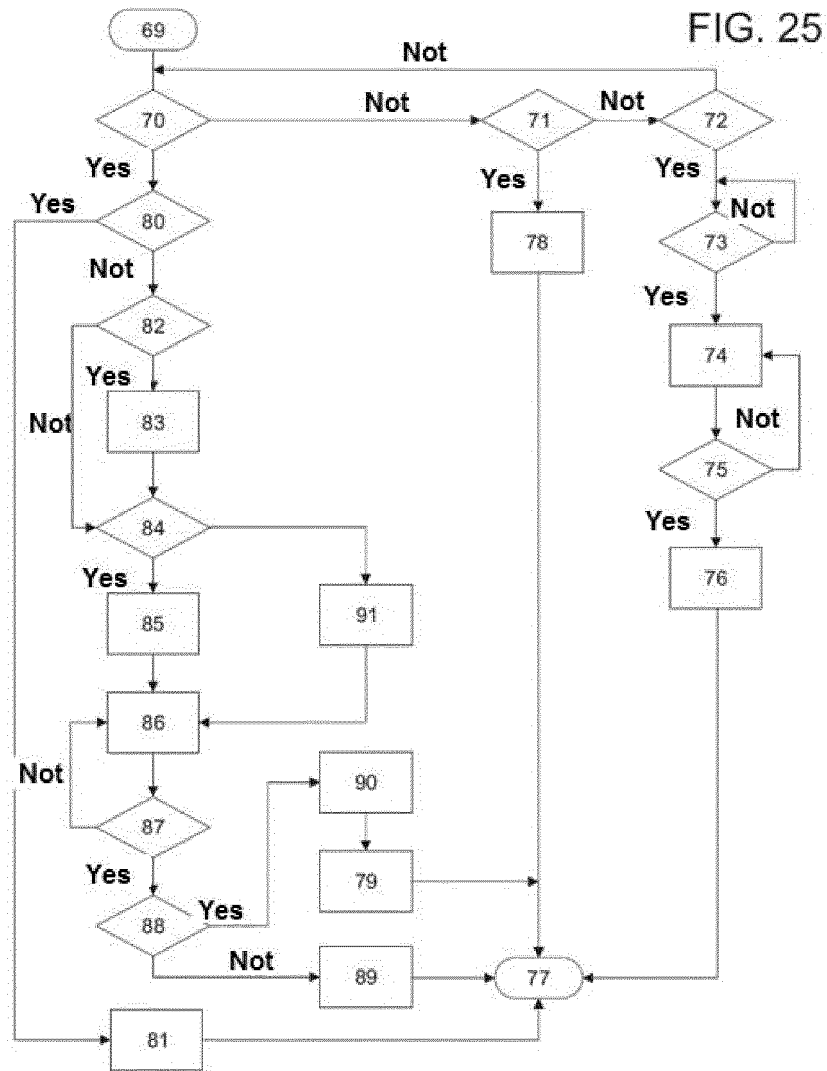 FIG. 25
69
Not
70
Not
71
Not
72
Yes
Yes
Yes
Yes
80
Not
78
73
Not
Yes
82
Yes
74
Not
83
Not
75
84
Yes
Yes
76
85
91
86
Not
90
87
Yes
79
88
Yes
Not
89
77
81